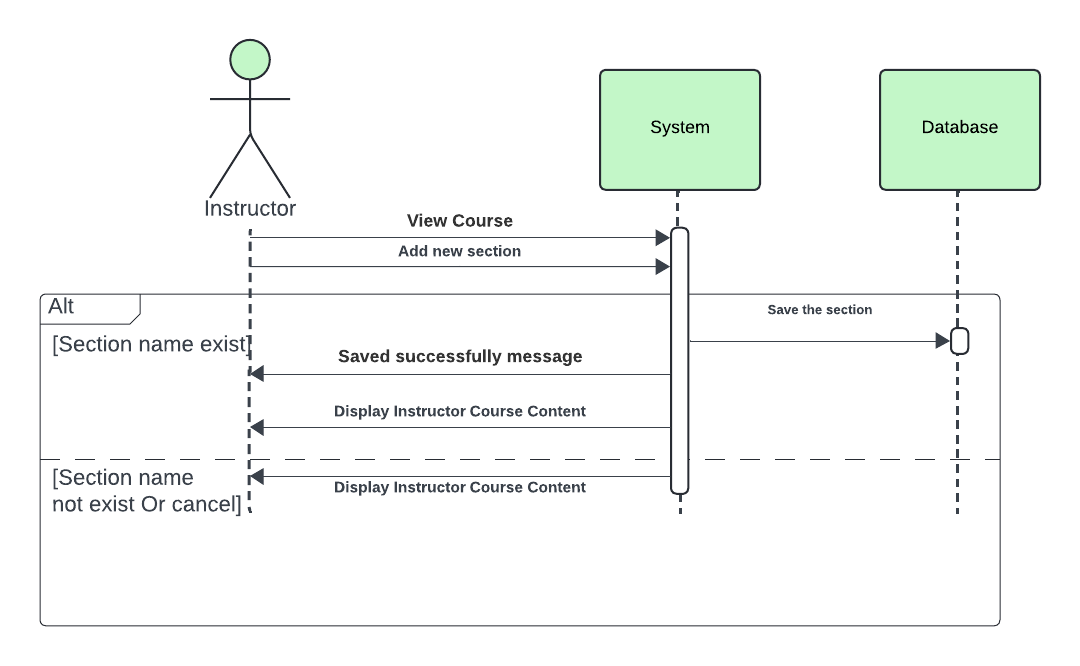 System
Database
Instructor
View Course
Add new section
Alt
Save the section
[Section name exist]
Saved successfully message
Display Instructor Course Content
[Section name
not exist Or cancel]
Display Instructor Course Content